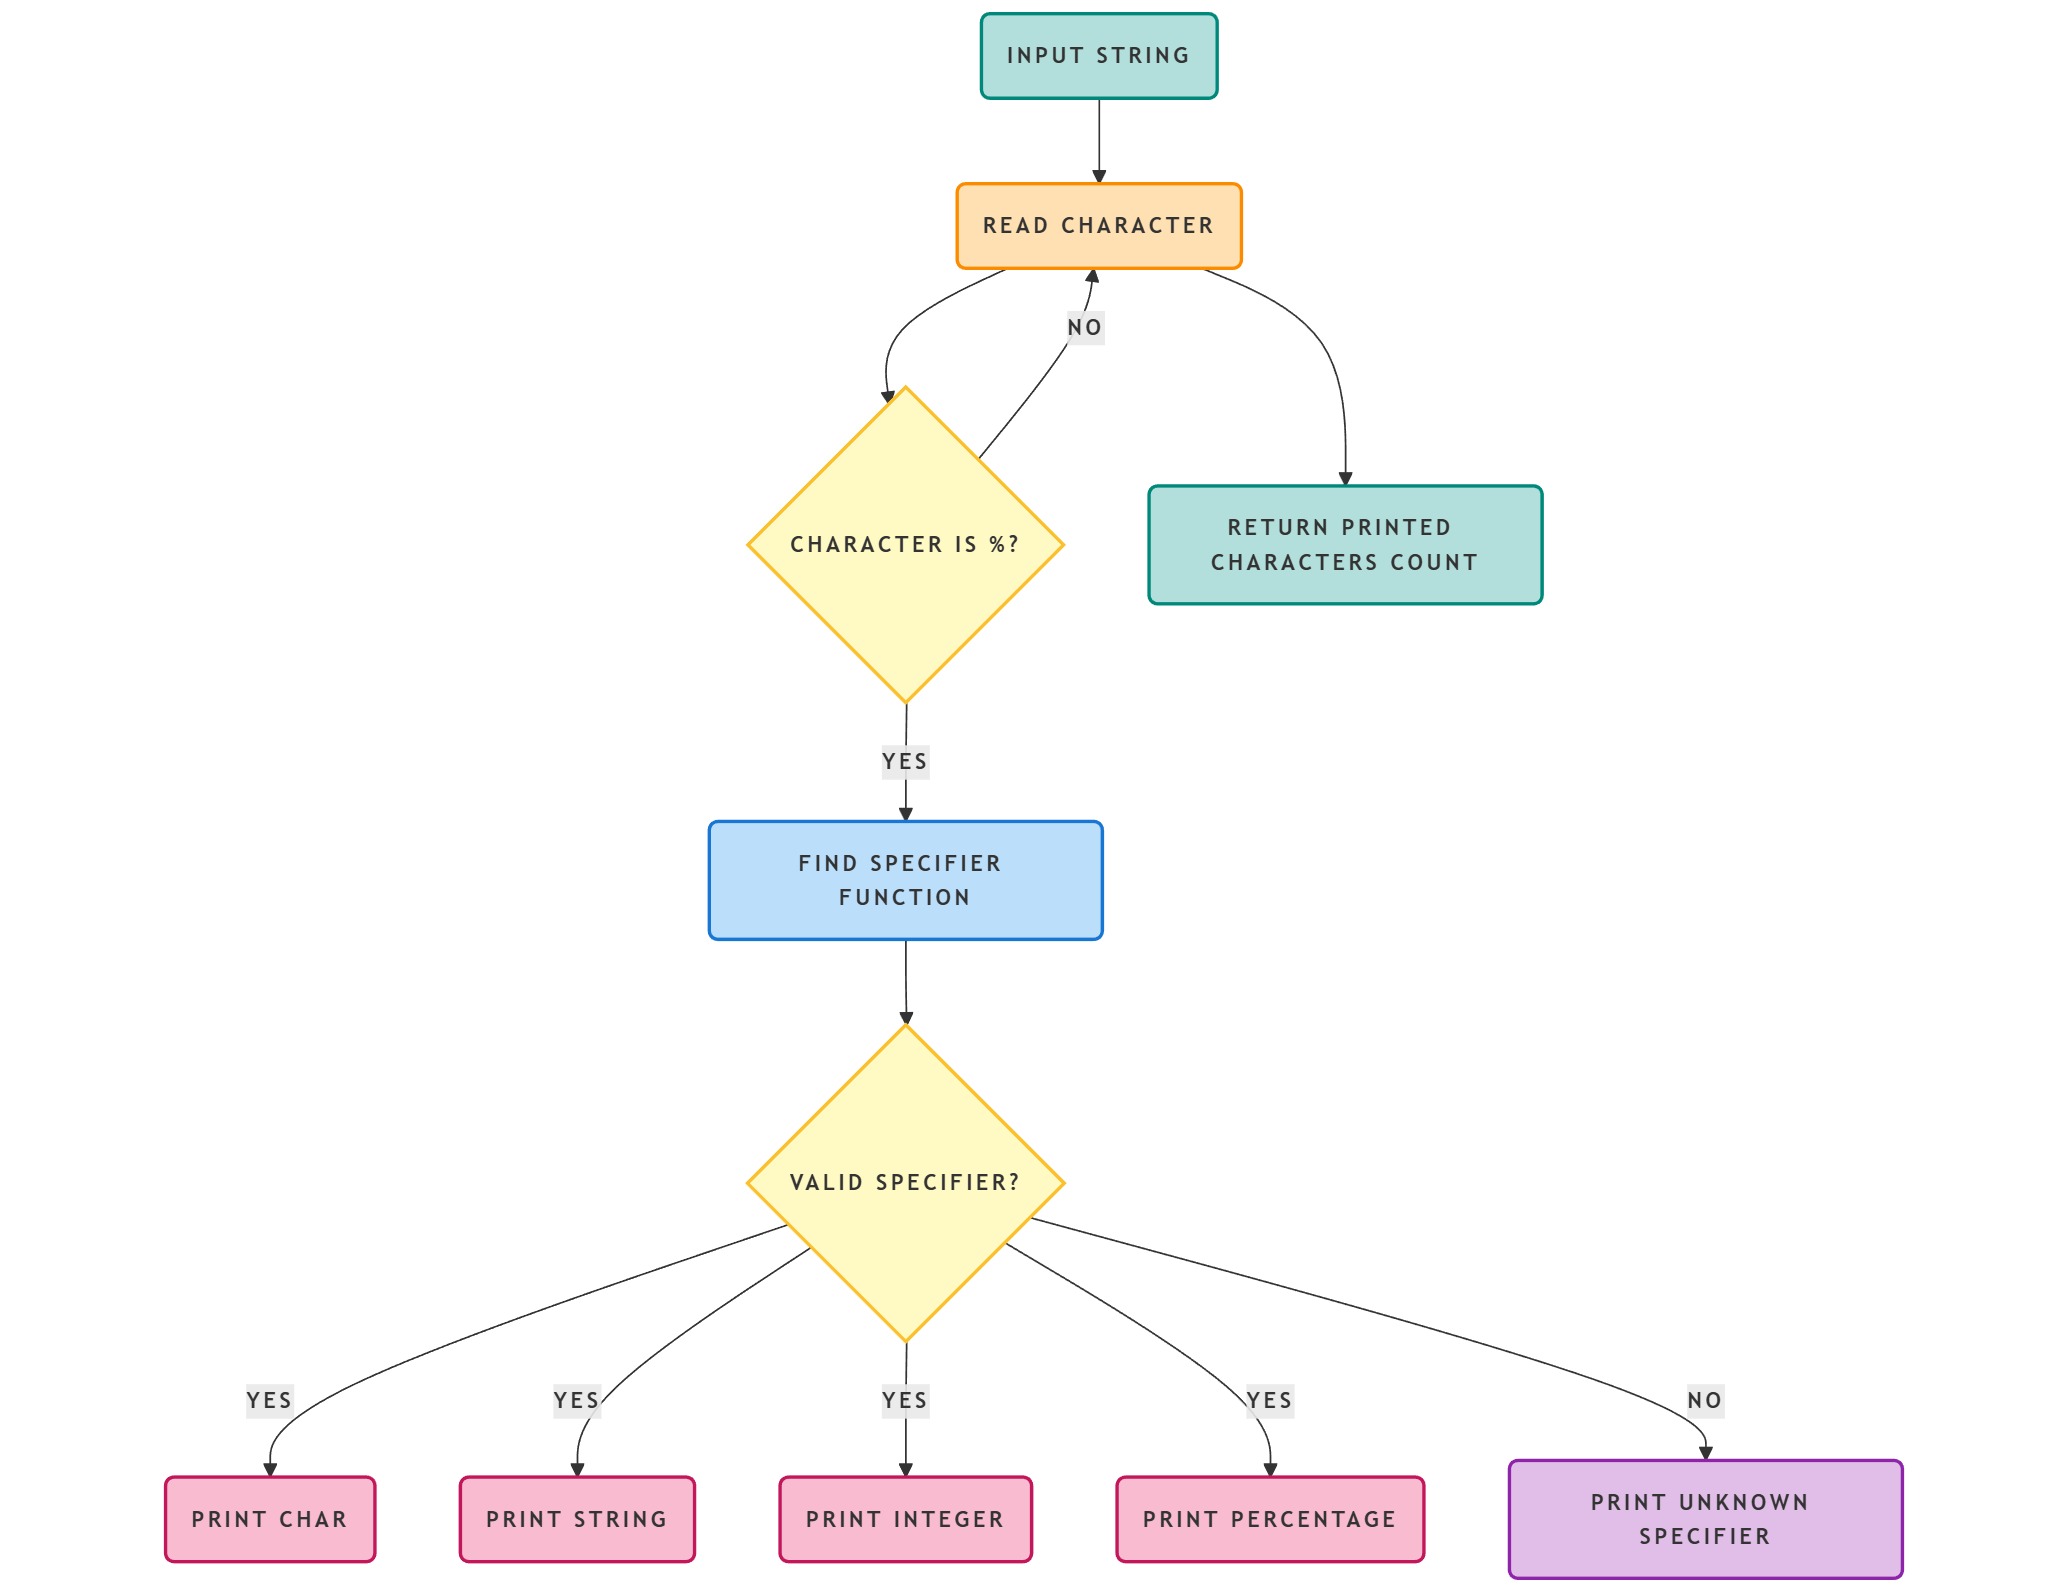 INPUT STRING
READ CHARACTER
NO
CHARACTER IS %?
RETURN PRINTED
CHARACTERS COUNT
YES
FIND SPECIFIER
FUNCTION
VALID SPECIFIER?
YES
YES
YES
YES
NO
PRINT CHAR
PRINT STRING
PRINT INTEGER
PRINT PERCENTAGE
PRINT UNKNOWN
SPECIFIER